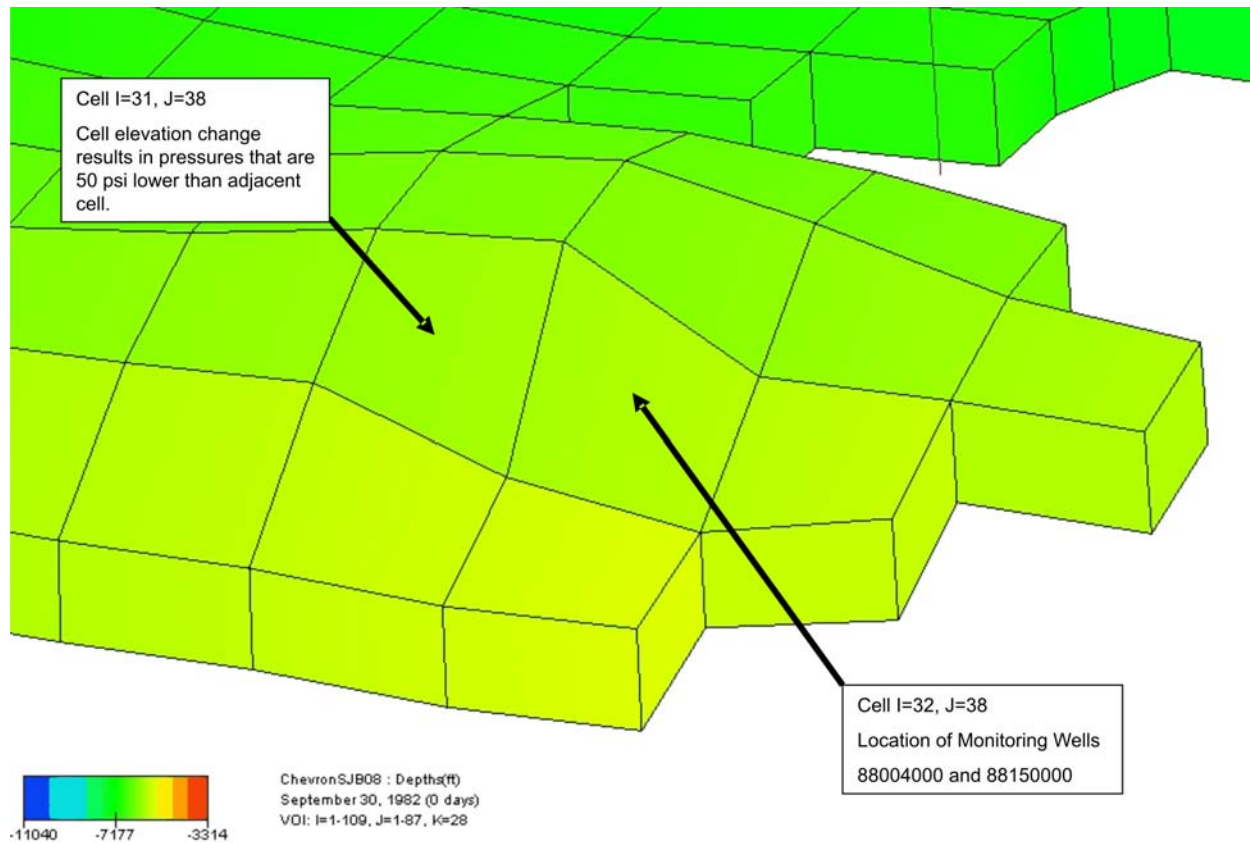 Cell I=31, J=38
Cell elevation change
results in pressures that are
50 psi lower than adjacent
cell.
Cell I=32, J=38
Location of Monitoring Wells
88004000 and 88150000
ChevronSJB08 : Depths(ft)
September 30, 1982 (0 days)
VOI: I=1-109, J=1-87, K=28
-11040 -7177 -3314